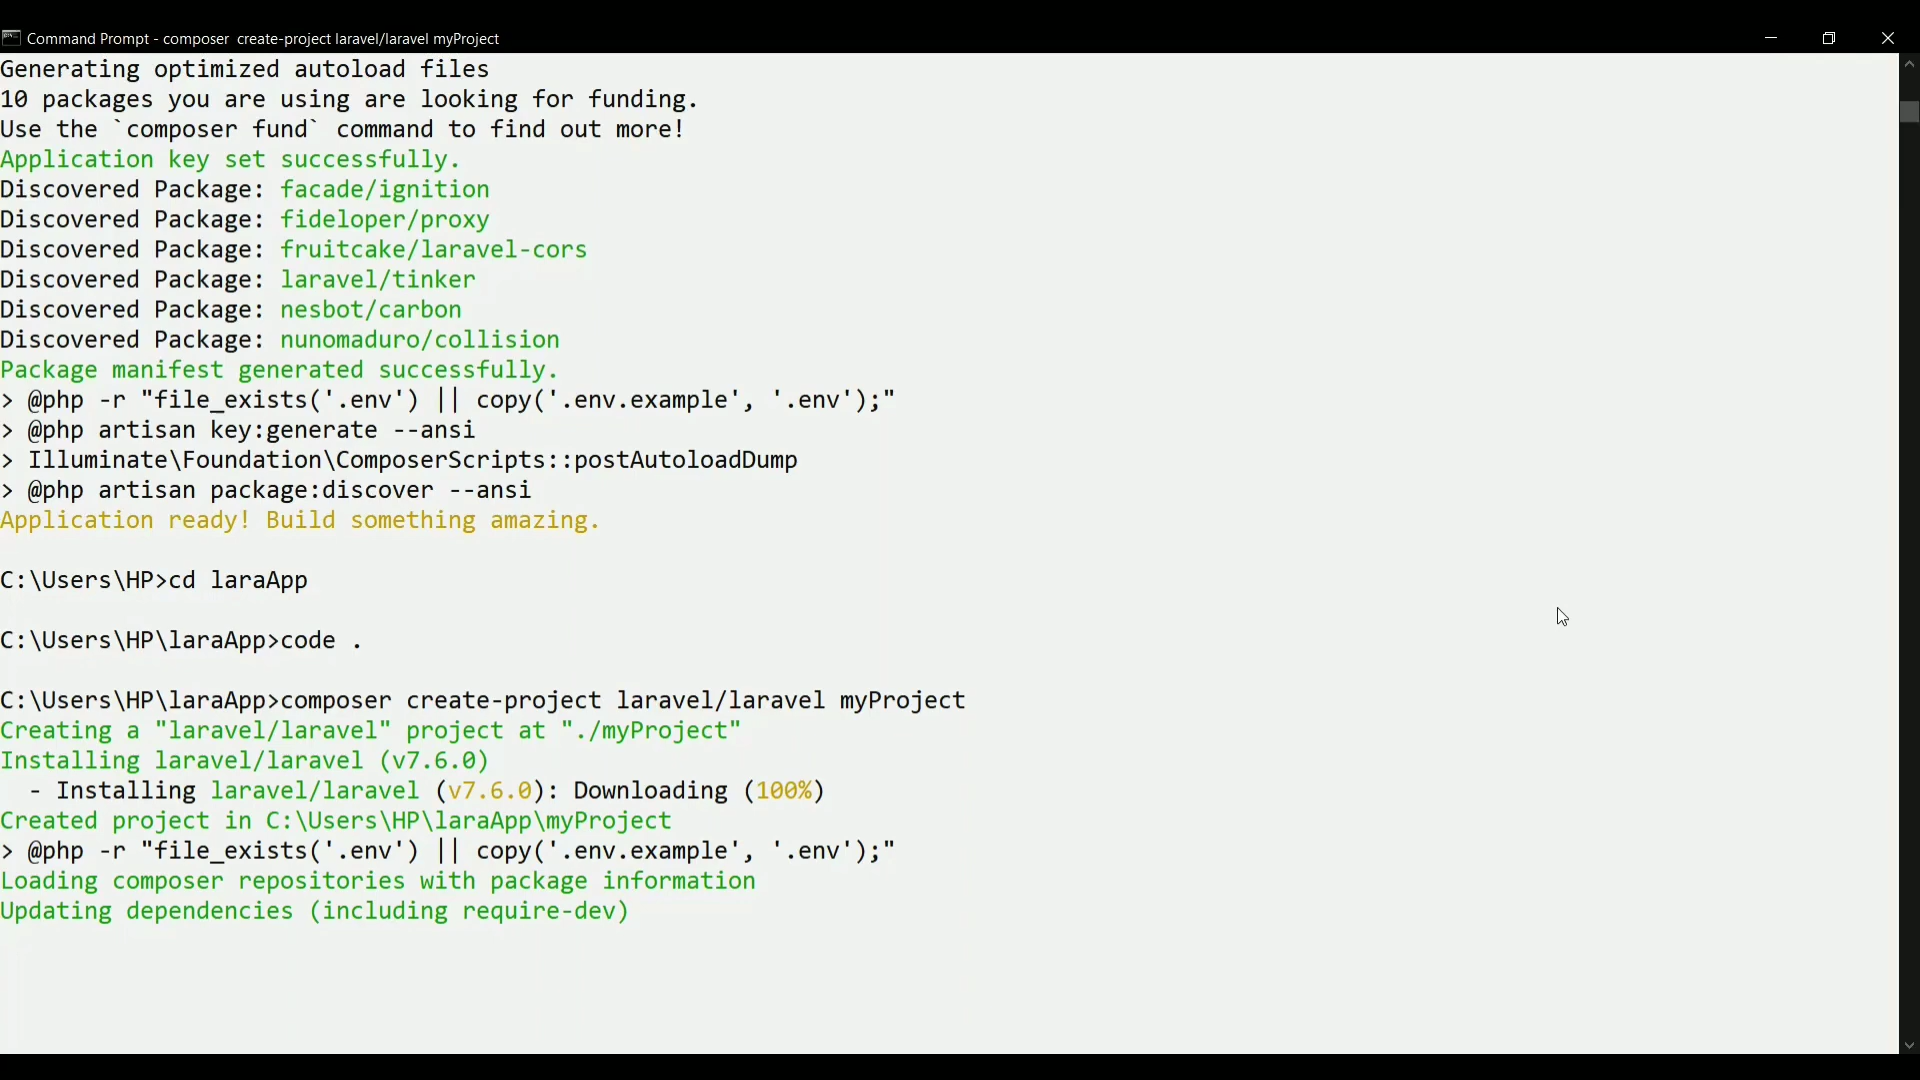 Command Prompt - composer  create-project laravel/laravel myProject
Generating optimized autoload files
10 packages you are using are looking for funding.
Use the `composer fund` command to find out more!
Application key set successfully.
Discovered Package: facade/ignition
Discovered Package: fideloper/proxy
Discovered Package: fruitcake/laravel-cors
Discovered Package: laravel/tinker
Discovered Package: nesbot/carbon
Discovered Package: nunomaduro/collision
Package manifest generated successfully.
> @php -r "file_exists('.env') || copy('.env.example', '.env');"
> @php artisan key:generate --ansi
> Illuminate\Foundation\ComposerScripts::postAutoloadDump
> @php artisan package:discover --ansi
Application ready! Build something amazing.
C:\Users\HP>cd laraApp
C:\Users\HP\laraApp>code .
C:\Users\HP\laraApp>composer create-project laravel/laravel myProject
Creating a "laravel/laravel" project at "./myProject"
Installing laravel/laravel (v7.6.0)
  - Installing laravel/laravel (v7.6.0): Downloading (100%)
Created project in C:\Users\HP\laraApp\myProject
> @php -r "file_exists('.env') || copy('.env.example', '.env');"
Loading composer repositories with package information
Updating dependencies (including require-dev)